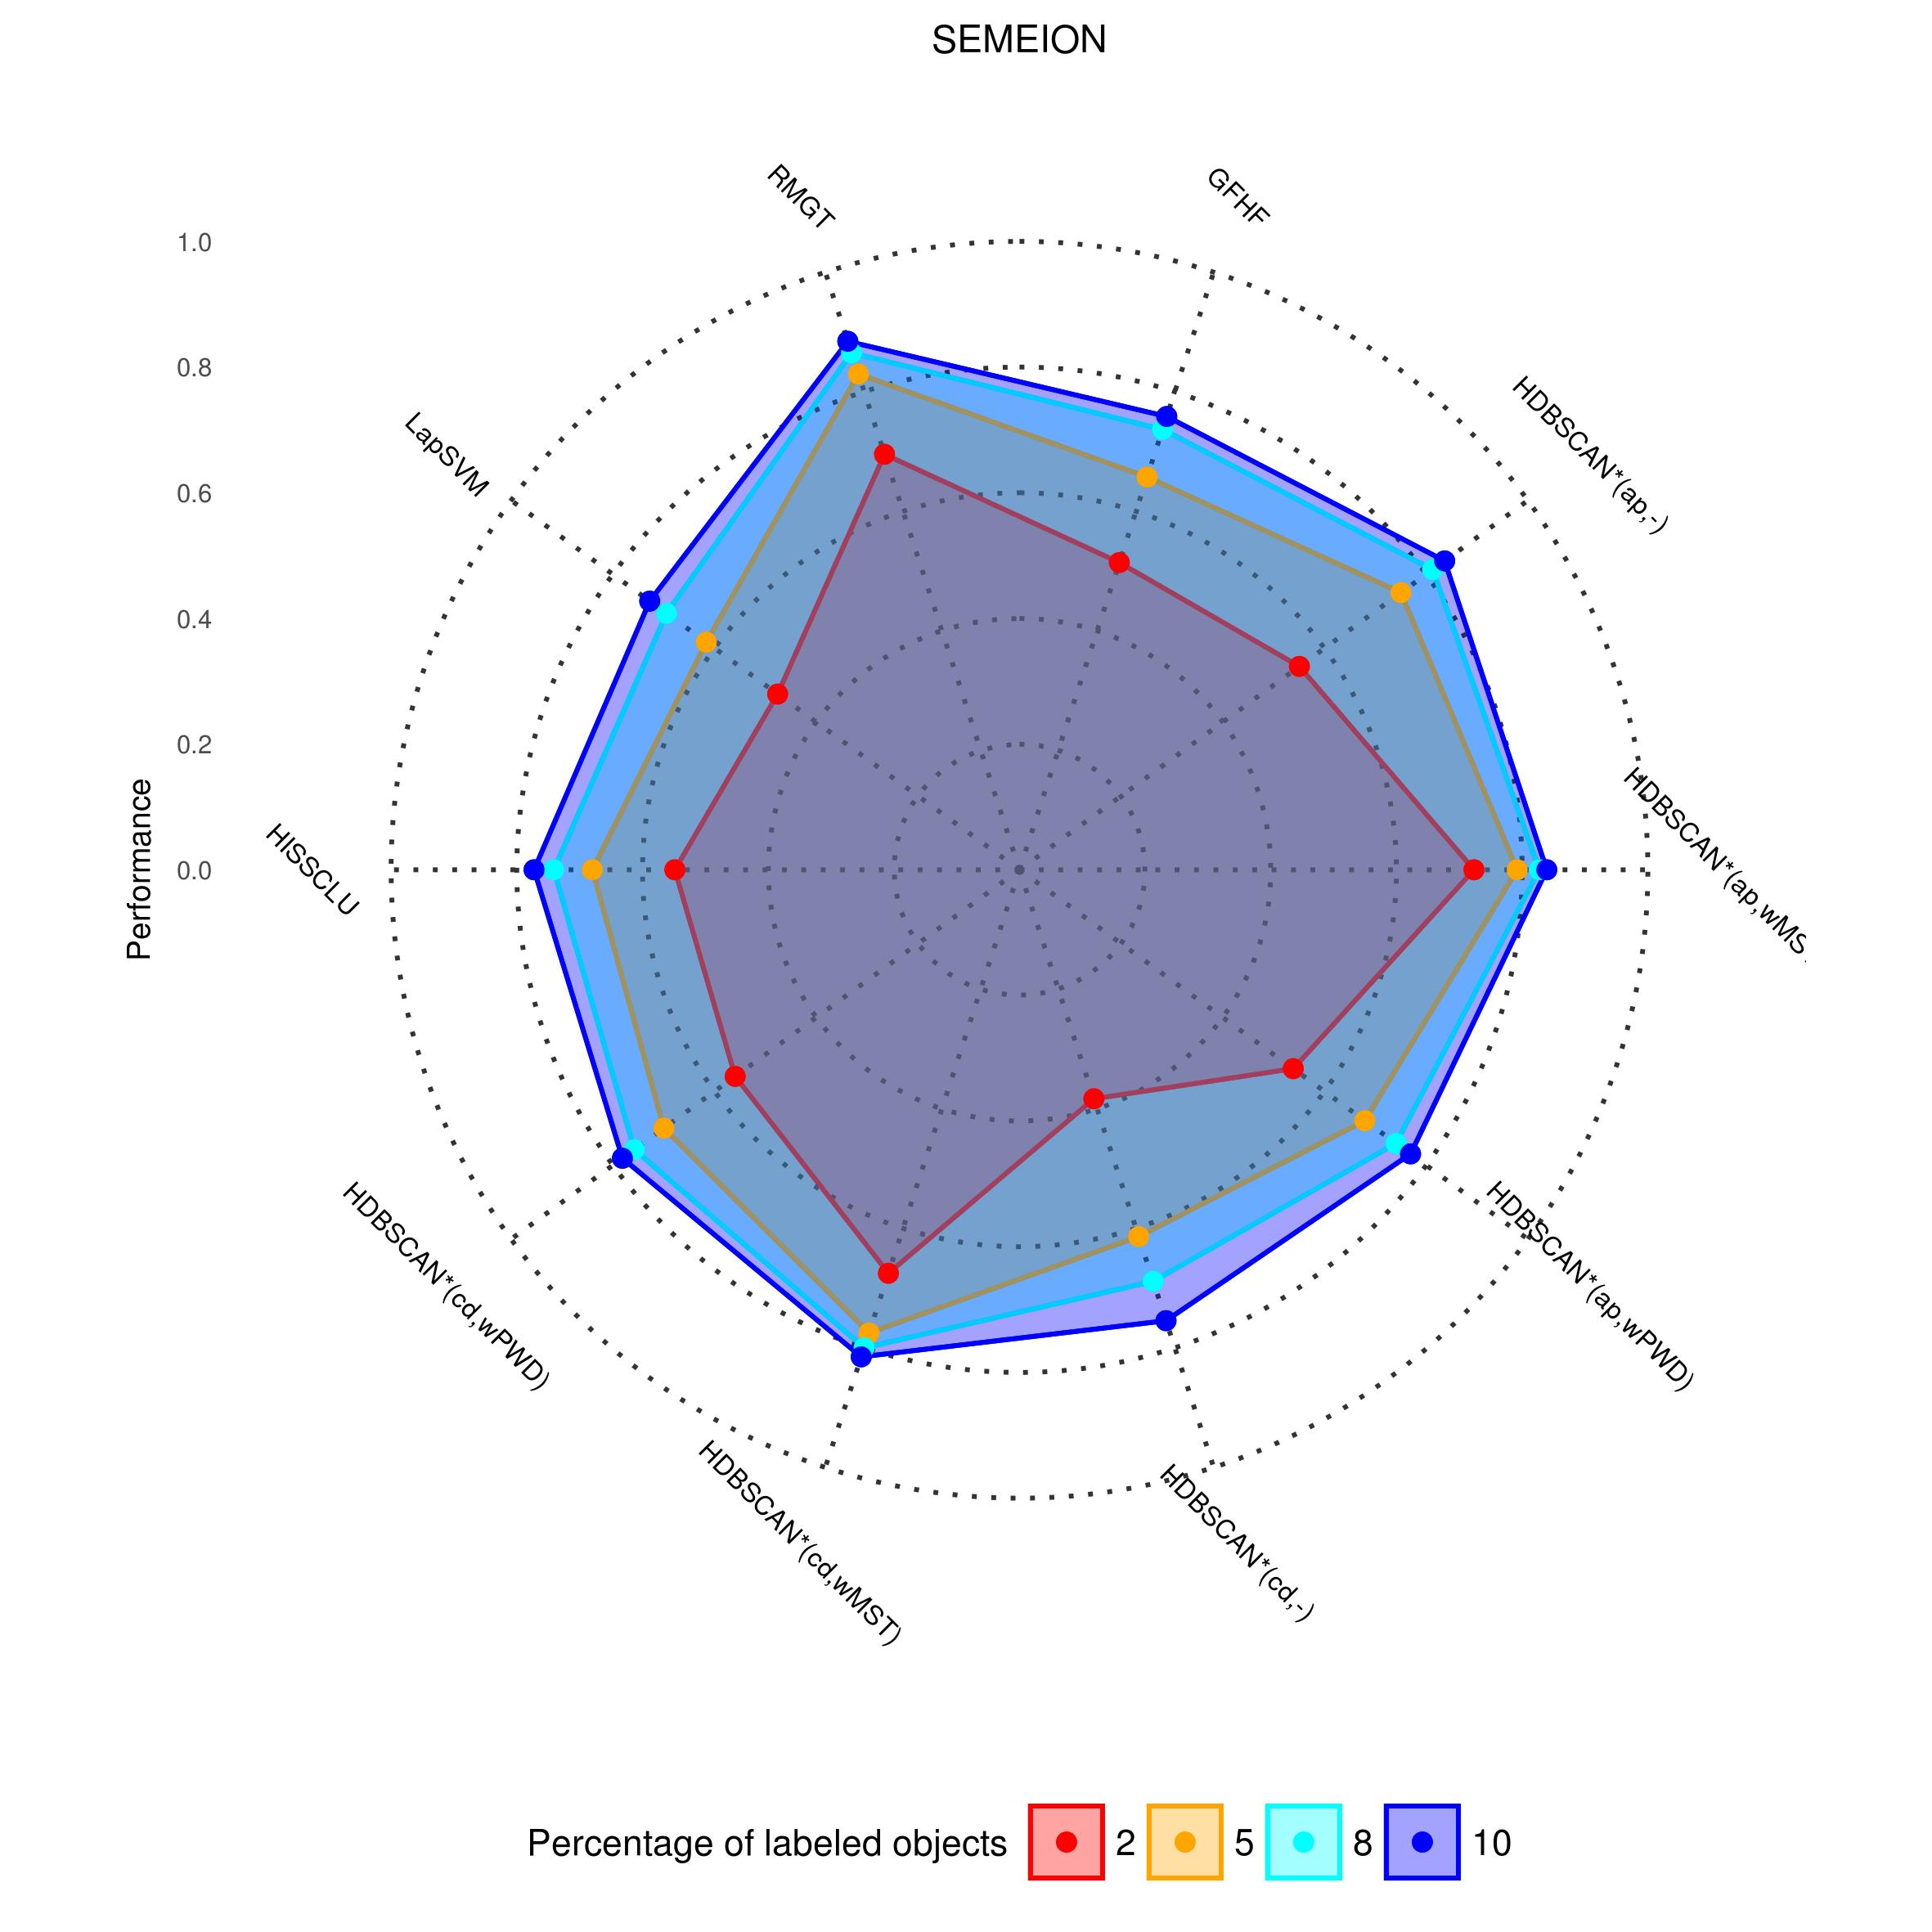 SEMEION
RMGT
GFHF
1.0
0.8
HDBSCAN*(ap,-)
LapSVM
0.6
0.4
0.2
HDBSCAN*(ap,wMS
Performance
0.0
HISSCLU
HDBSCAN*(cd,wPWD)
HDBSCAN*(ap,wPWD)
HDBSCAN*(cd,wMST)
HDBSCAN*(cd,-)
Percentage of labeled objects 2 5 8 10